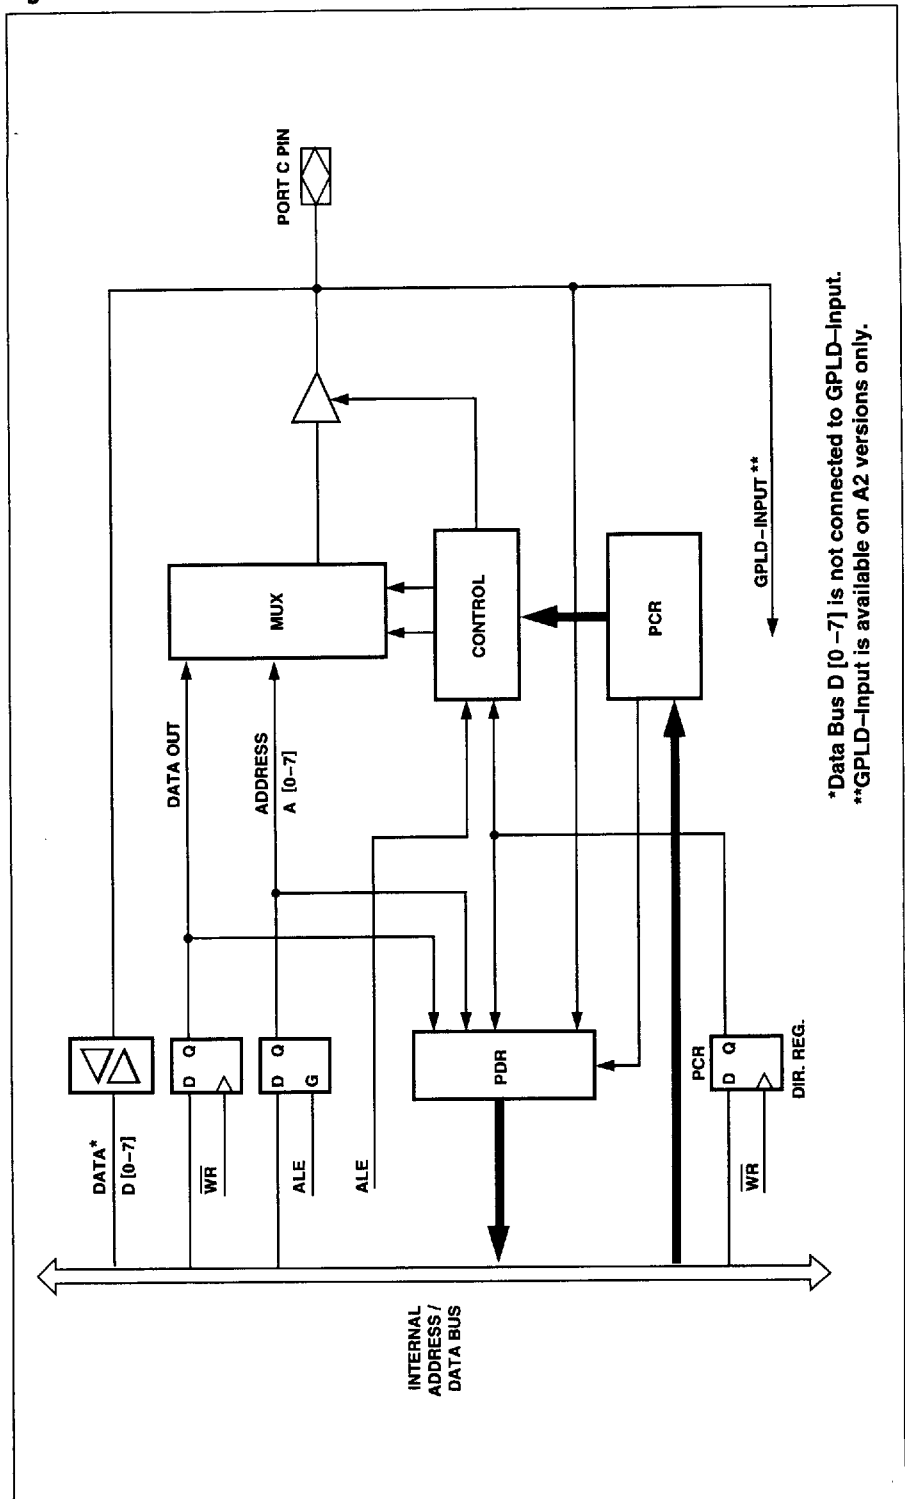 PORT C PIN
DATA*
D [0–7]
D Q
WR
DATA OUT
MUX
D Q
G
ALE
ADDRESS
A [0–7]
ALE
CONTROL
INTERNAL
ADDRESS /
DATA BUS
PDR
PCR
PCR
D Q
WR
DIR. REG.
GPLD–INPUT **
*Data Bus D [0 –7] is not connected to GPLD–Input.
**GPLD–Input is available on A2 versions only.